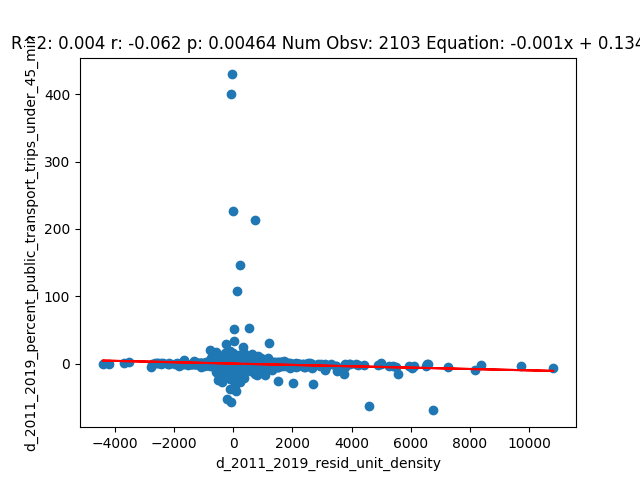 R^2: 0.004 r: -0.062 p: 0.00464 Num Obsv: 2103 Equation: -0.001x + 0.134
d_2011_2019_percent_public_transport_trips_under_45_min
400
300
200
100
0
−4000 −2000 0 2000 4000 6000 8000 10000
d_2011_2019_resid_unit_density